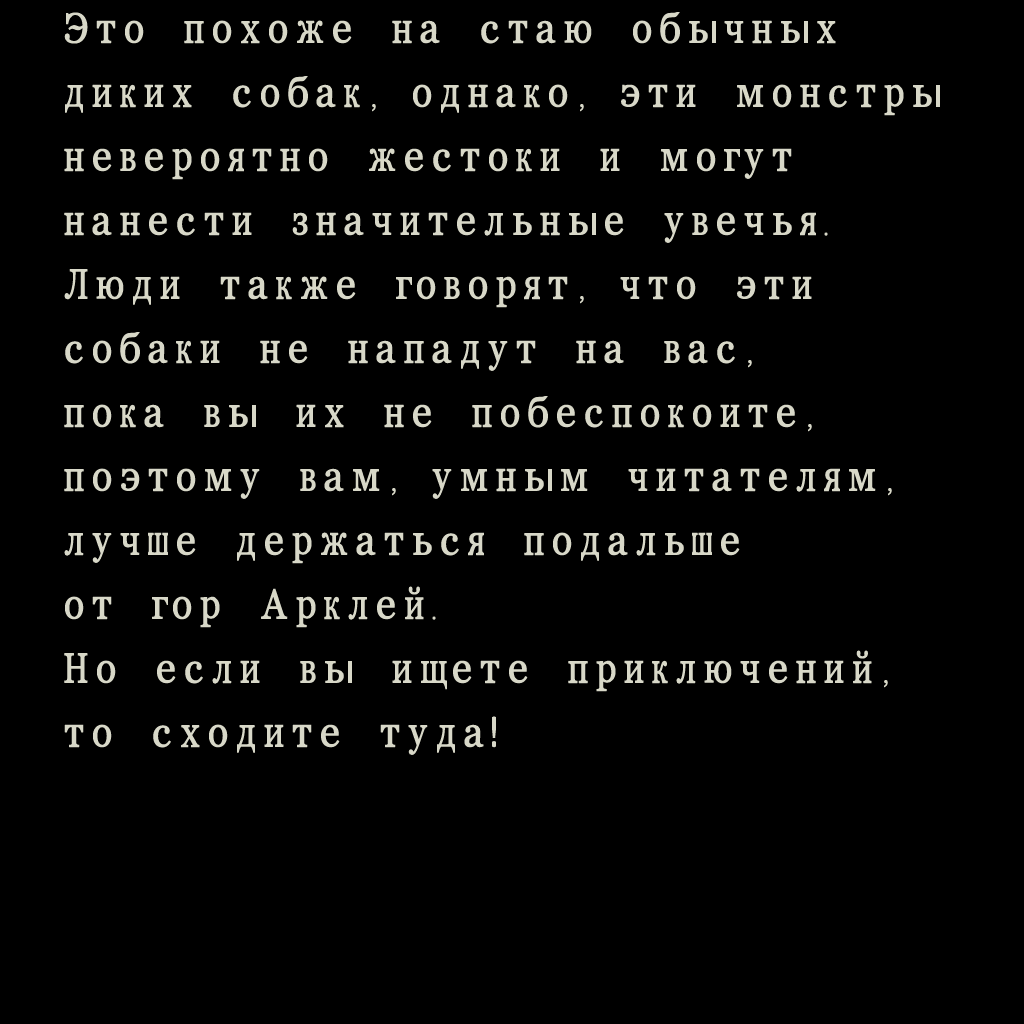 Это похоже на стаю обычных
диких собак, однако, эти монстры
невероятно жестоки и могут
нанести значительные увечья.
Люди также говорят, что эти
собаки не нападут на вас,
пока вы их не побеспокоите,
поэтому вам, умным читателям,
лучше держаться подальше
от гор Арклей.
Но если вы ищете приключений,
то сходите туда!